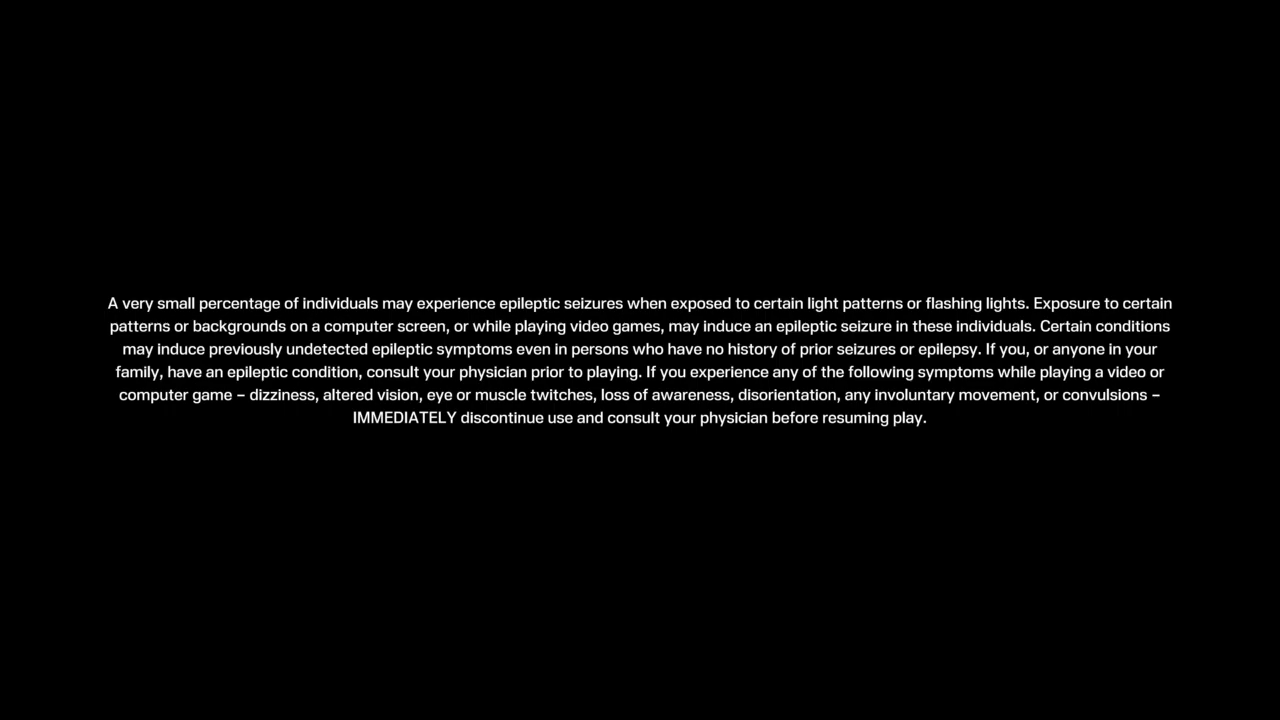 A very small percentage of individuals may experience epileptic seizures when exposed to certain light patterns or flashing lights. Exposure to certain
patterns or backgrounds on a computer screen, or while playing video games, may induce an epileptic seizure in these individuals. Certain conditions
may induce previously undetected epileptic symptoms even in persons who have no history of prior seizures or epilepsy. If you, or anyone in your
family, have an epileptic condition, consult your physician prior to playing. If you experience any of the following symptoms while playing a video or
computer game – dizziness, altered vision, eye or muscle twitches, loss of awareness, disorientation, any involuntary movement, or convulsions –
IMMEDIATELY discontinue use and consult your physician before resuming play.